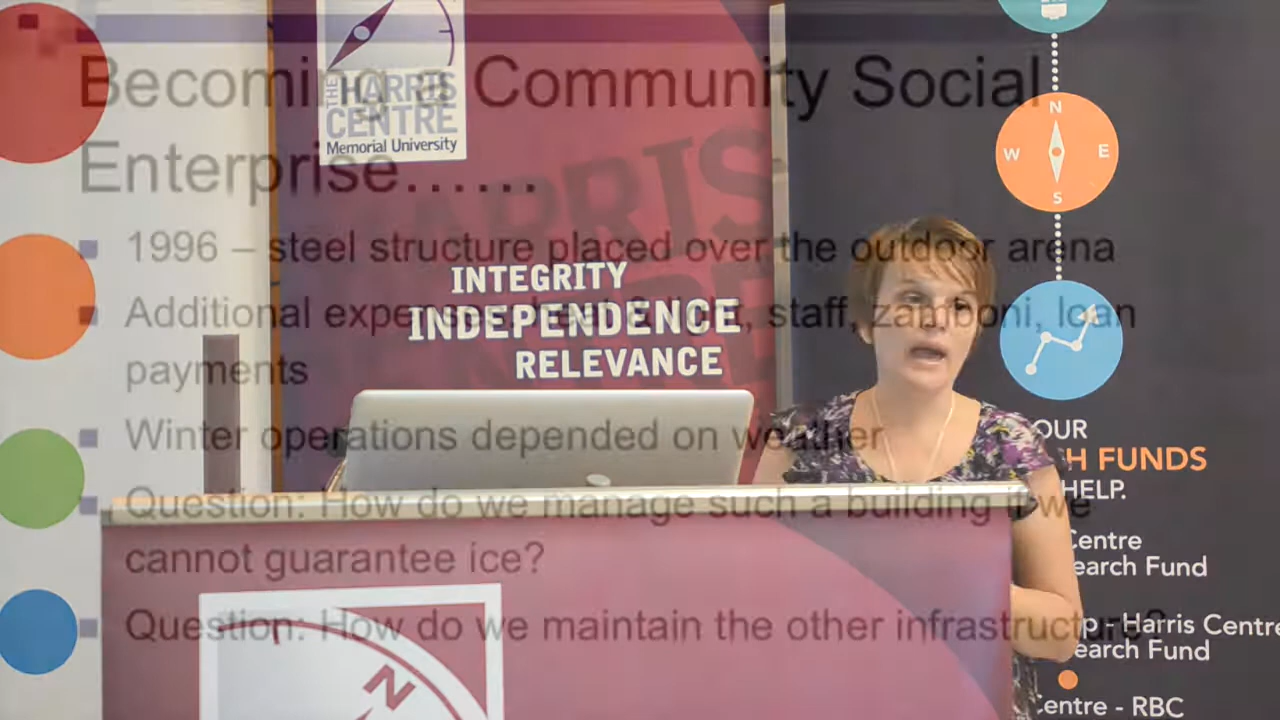 Becoming a Community Social
Enterprise……
1996 – steel structure placed over the outdoor arena
Additional expenses, staff, zamboni, loan
payments
Winter operations depended on weather
Question: How do we manage such a building if we
cannot guarantee ice?
Question: How do we maintain the other infrastructure?
THE HARRIS
CENTRE
Memorial University
HARRIS
INTEGRITY
INDEPENDENCE
RELEVANCE
N
W E
S
OUR
H FUNDS
HELP.
Centre
earch Fund
p - Harris Centre
earch Fund
Centre - RBC
N